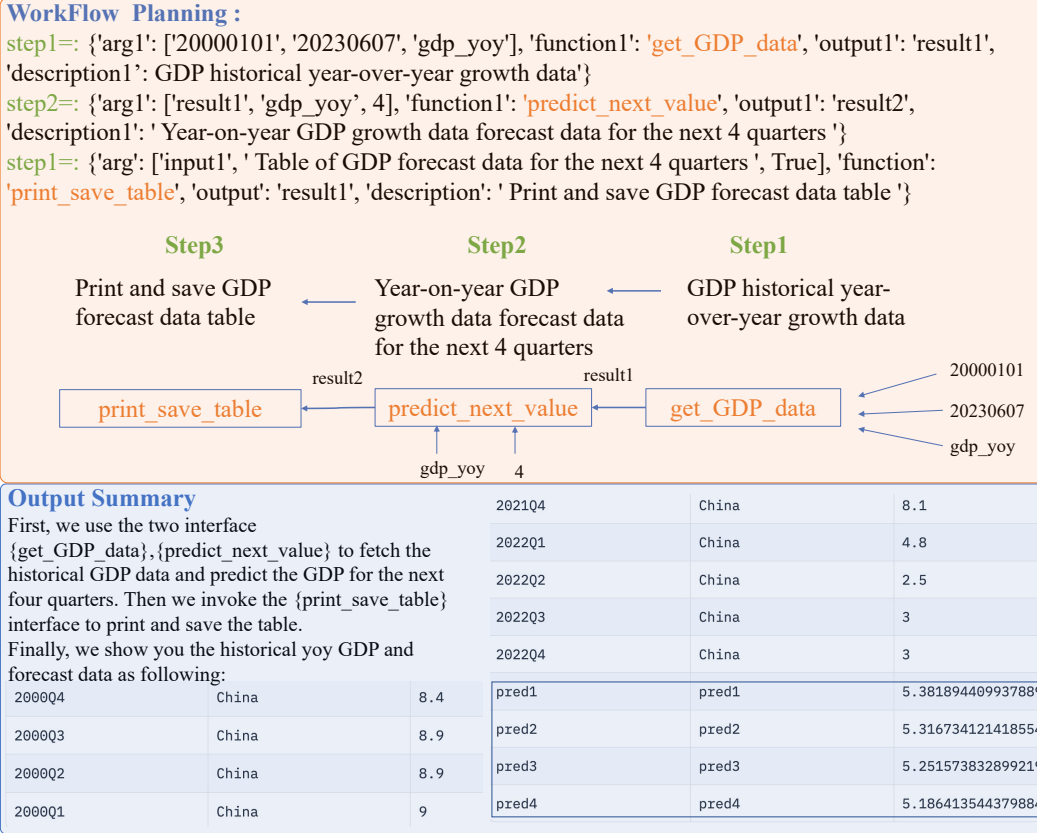 WorkFlow Planning :
step1=: {'arg1': ['20000101', '20230607', 'gdp_yoy'], 'function1': 'get_GDP_data', 'output1': 'result1',
'description1’: GDP historical year-over-year growth data'}
step2=: {'arg1': ['result1', 'gdp_yoy’, 4], 'function1': 'predict_next_value', 'output1': 'result2',
'description1': ' Year-on-year GDP growth data forecast data for the next 4 quarters '}
step1=: {'arg': ['input1', ' Table of GDP forecast data for the next 4 quarters ', True], 'function':
'print_save_table', 'output': 'result1', 'description': ' Print and save GDP forecast data table '}
Step3 Step2 Step1
Print and save GDP
forecast data table
Year-on-year GDP
growth data forecast data
for the next 4 quarters
GDP historical year-
over-year growth data
result2 result1
print_save_table predict_next_value get_GDP_data
20000101
20230607
gdp_yoy
gdp_yoy 4
Output Summary
First, we use the two interface
{get_GDP_data},{predict_next_value} to fetch the
historical GDP data and predict the GDP for the next
four quarters. Then we invoke the {print_save_table}
interface to print and save the table.
Finally, we show you the historical yoy GDP and
forecast data as following:
2000Q4 China 8.4
2000Q3 China 8.9
2000Q2 China 8.9
2000Q1 China 9
2021Q4 China 8.1
2022Q1 China 4.8
2022Q2 China 2.5
2022Q3 China 3
2022Q4 China 3
pred1 pred1 5.381894409937889
pred2 pred2 5.316734121418554
pred3 pred3 5.2515738328992219
pred4 pred4 5.1864135443798884